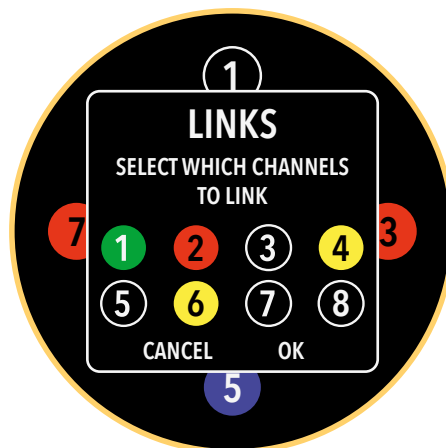 1
LINKS
SELECT WHICH CHANNELS
TO LINK
7 1 2 3 4 3
5 6 7 8
CANCEL OK
5